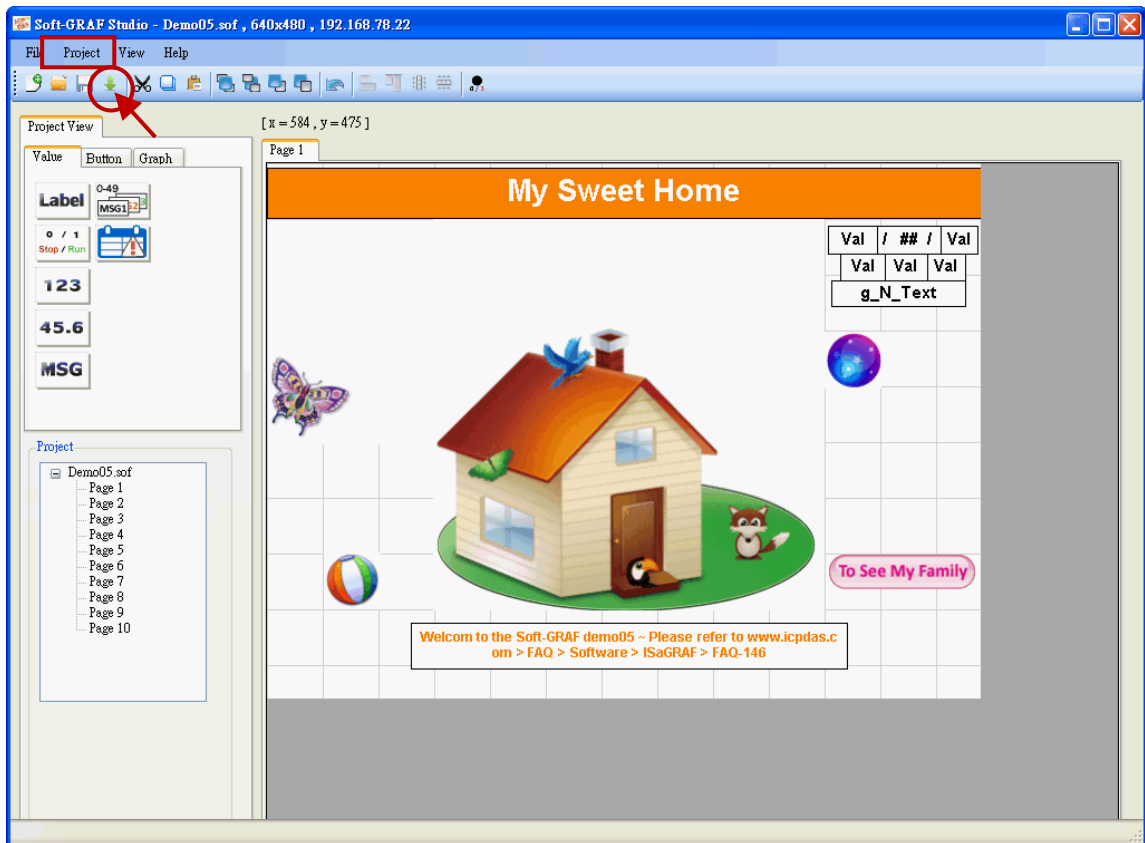 Soft-GRAF Studio - Demo05.sof , 640x480 , 192.168.78.22
Fil Project View Help
[ x = 584 , y = 475 ]
Project View
Page 1
Value Button Graph
My Sweet Home
Label
0-49
MSG1 2 3
0 / 1
Stop / Run
Val / ## / Val
Val Val Val
123
g_N_Text
45.6
MSG
Project
Demo05.sof
Page 1
Page 2
Page 3
Page 4
Page 5
Page 6
Page 7
Page 8
Page 9
Page 10
To See My Family
Welcom to the Soft-GRAF demo05 ~ Please refer to www.icpdas.c
om > FAQ > Software > ISaGRAF > FAQ-146